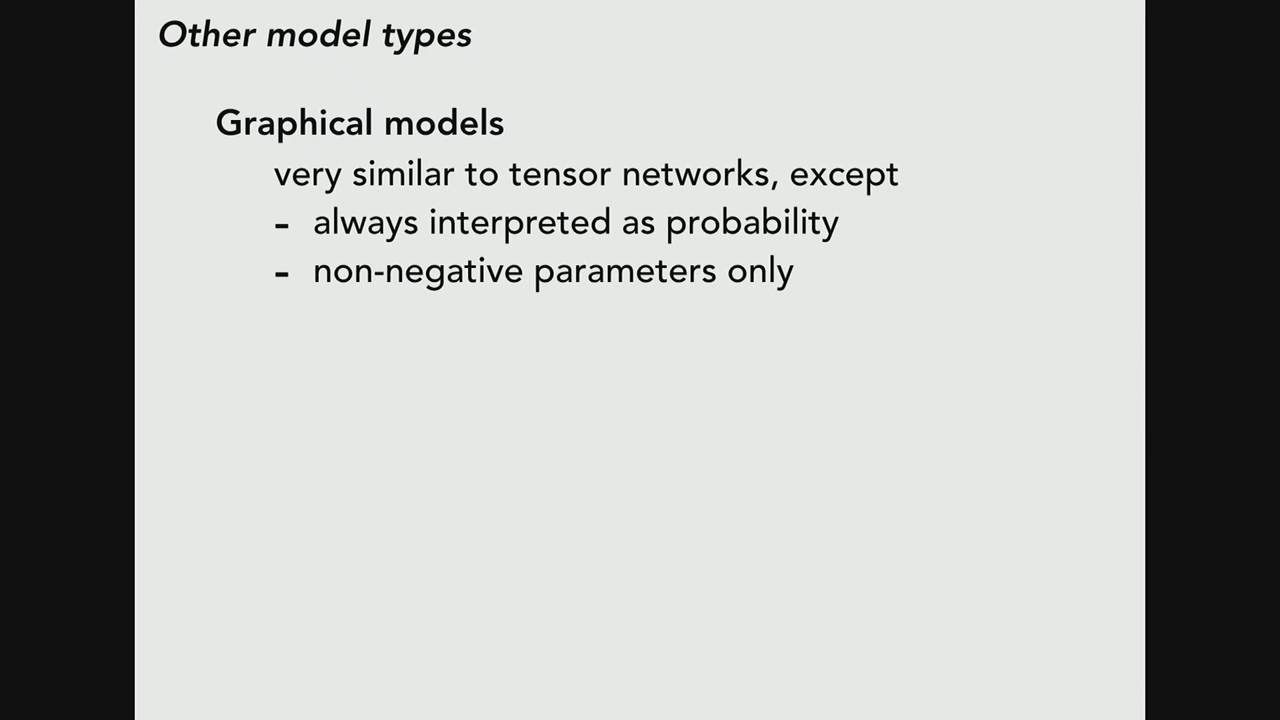 Other model types
Graphical models
very similar to tensor networks, except
- always interpreted as probability
- non-negative parameters only